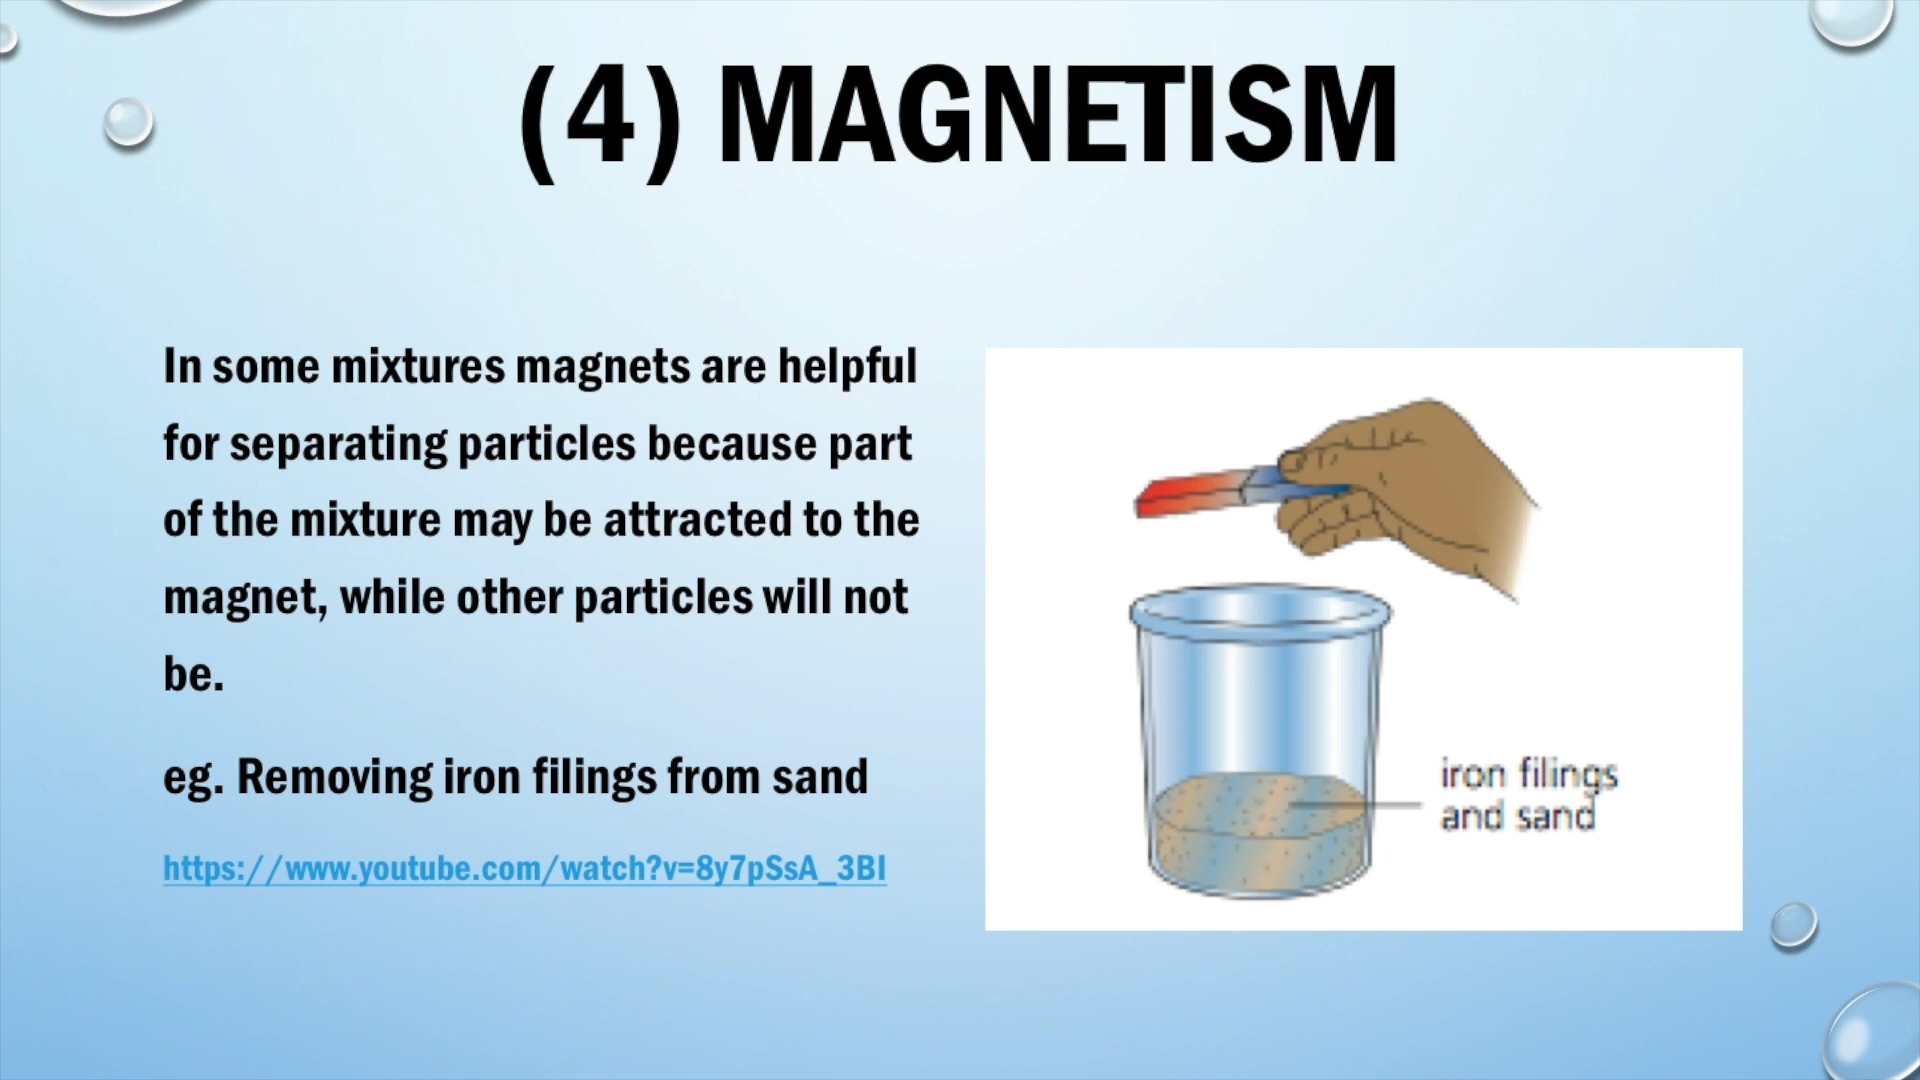 (4) MAGNETISM
In some mixtures magnets are helpful
for separating particles because part
of the mixture may be attracted to the
magnet, while other particles will not
be.
eg. Removing iron filings from sand
https://www.youtube.com/watch?v=8y7pSsA_3BI
iron filings
and sand